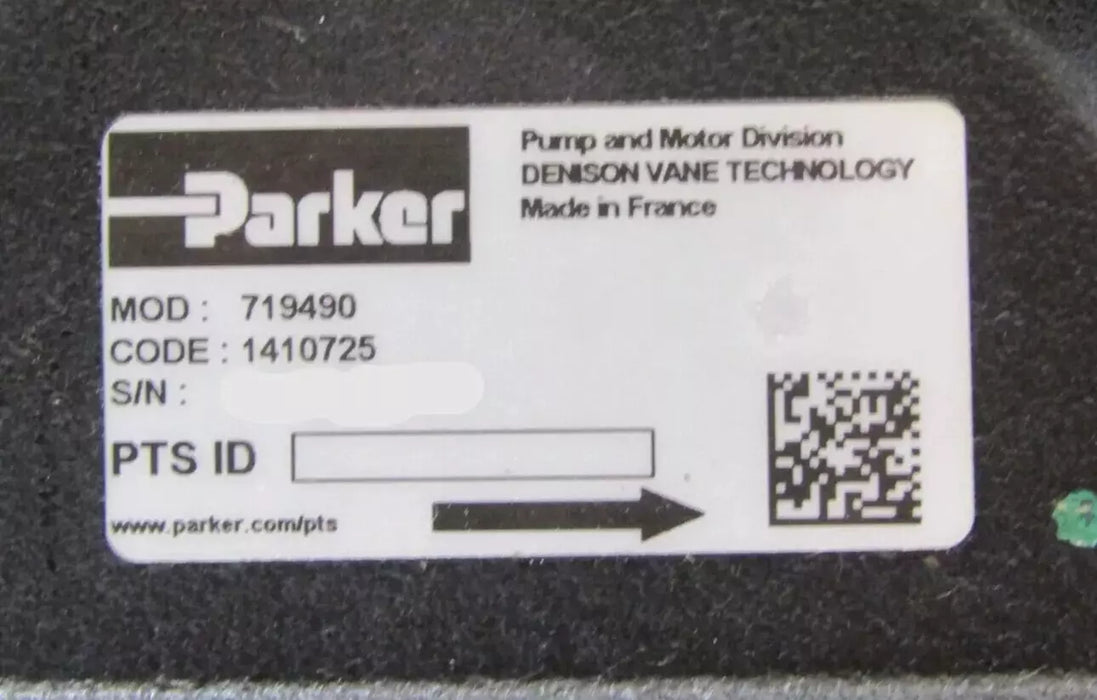 Parker
Pump and Motor Division
DENISON VANE TECHNOLOGY
Made in France
MOD : 719490
CODE : 1410725
S/N :
PTS ID
www.parker.com/pts